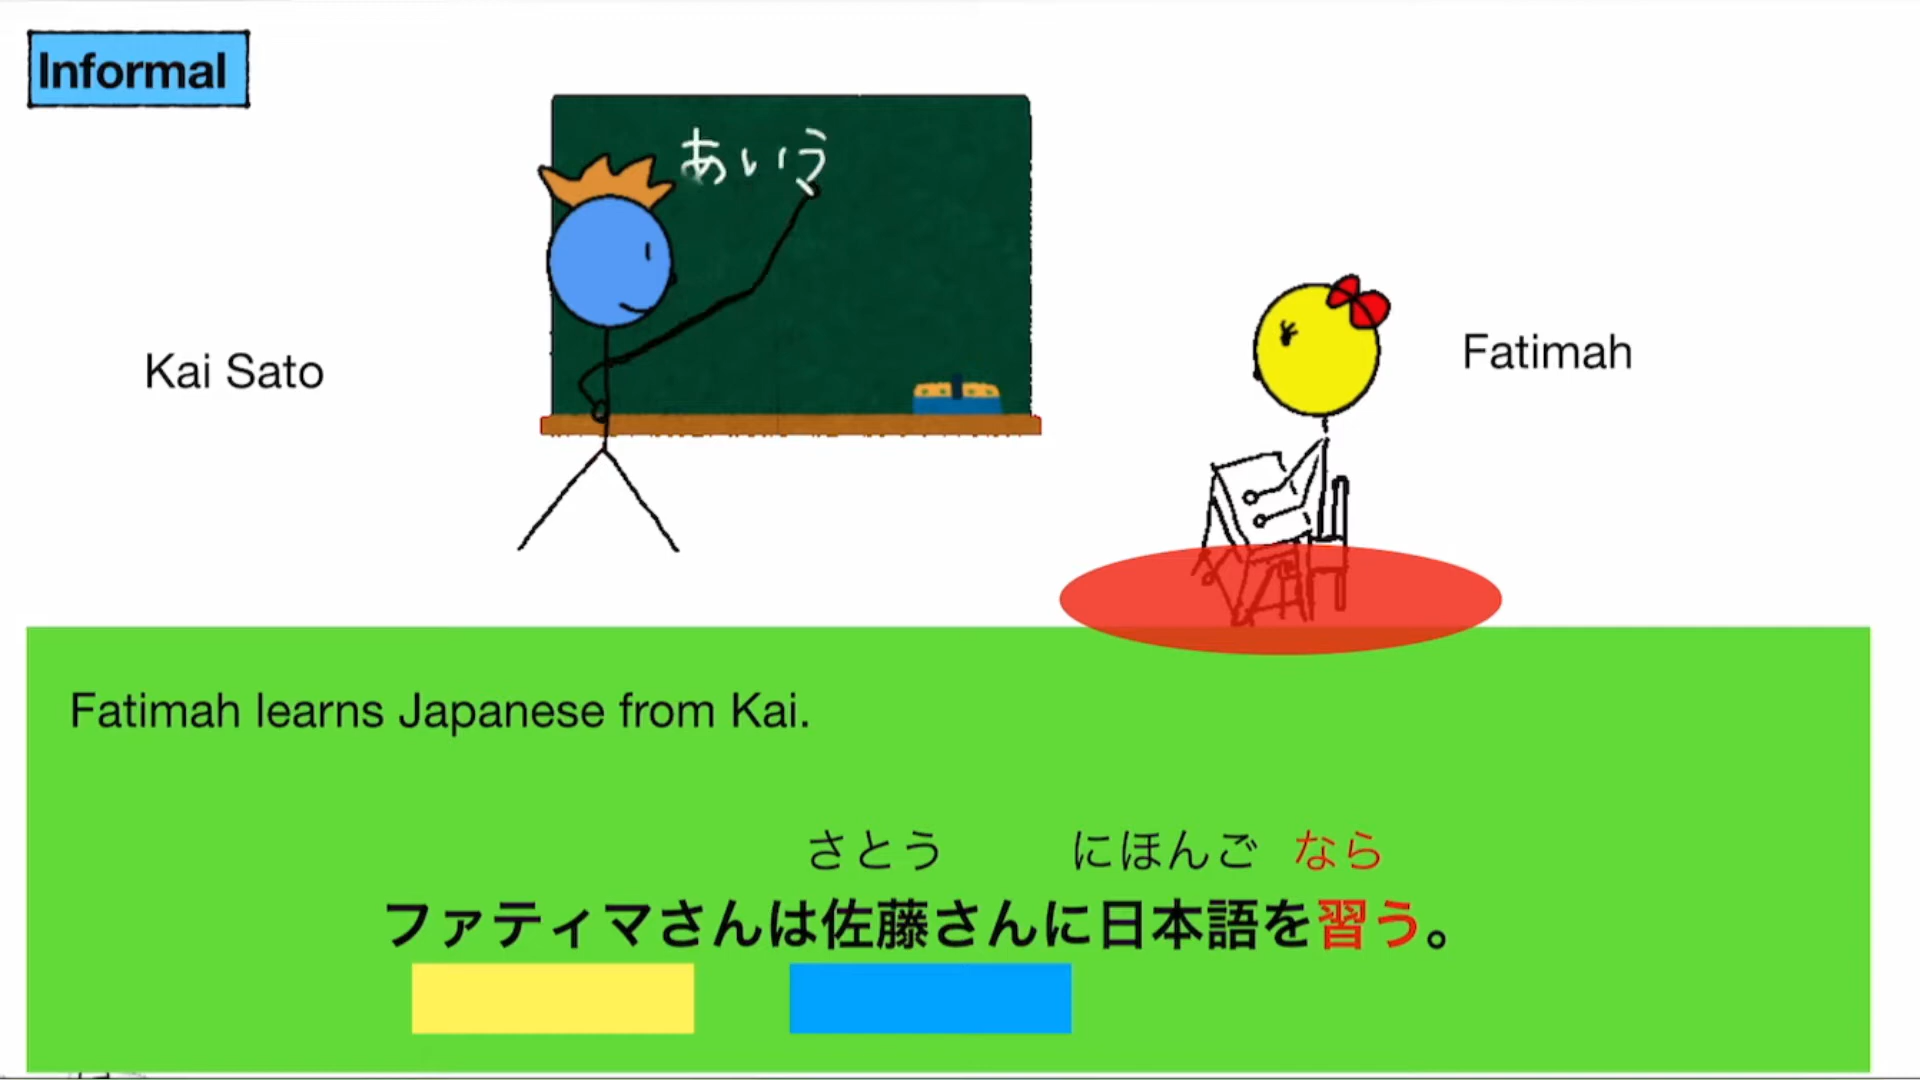 Informal
あいう
Kai Sato
Fatimah
Fatimah learns Japanese from Kai.
さとう にほんご なら
ファティマさんは佐藤さんに日本語を習う。